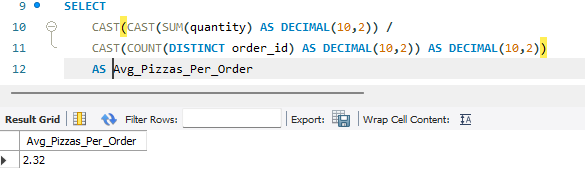 9 SELECT
10 CAST(CAST(SUM(quantity) AS DECIMAL(10,2)) /
11 CAST(COUNT(DISTINCT order_id) AS DECIMAL(10,2)) AS DECIMAL(10,2))
12 AS Avg_Pizzas_Per_Order
Result Grid Filter Rows: Export: Wrap Cell Content: IA
Avg_Pizzas_Per_Order
2.32